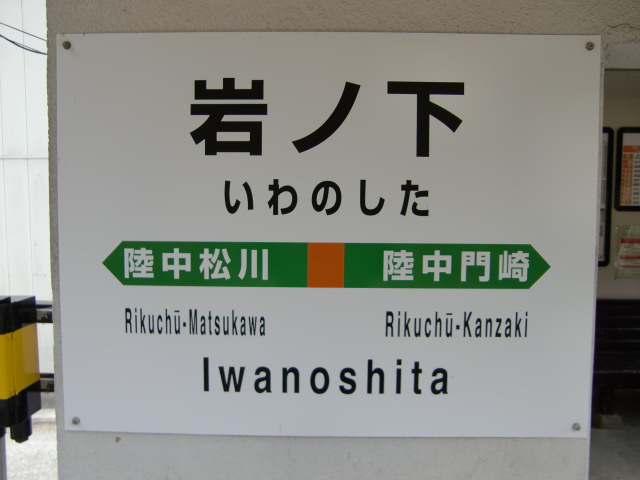 岩ノ下
いわのした
陸中松川 陸中門崎
Rikuchū-Matsukawa Rikuchū-Kanzaki
Iwanoshita